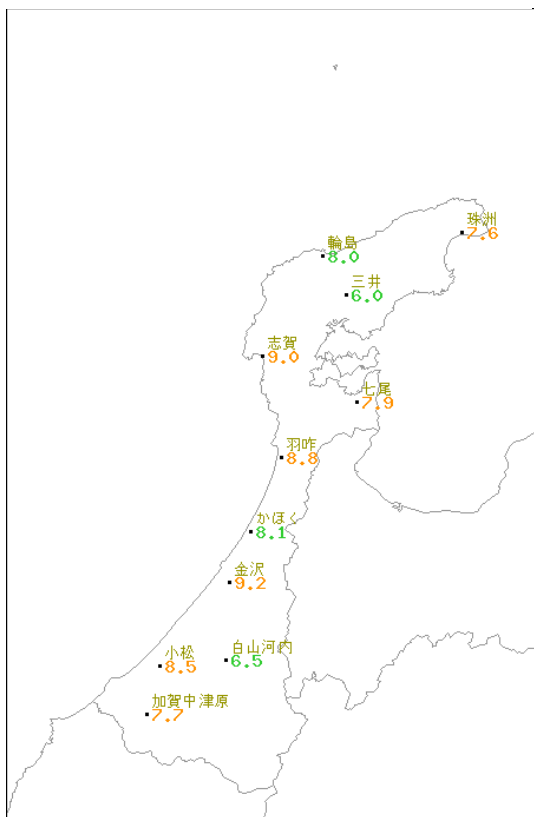 珠洲
7.6
輪島
8.0
三井
6.0
志賀
9.0
七尾
7.9
羽咋
8.8
かほく
8.1
金沢
9.2
白山河内
6.5
小松
8.5
加賀中津原
7.7